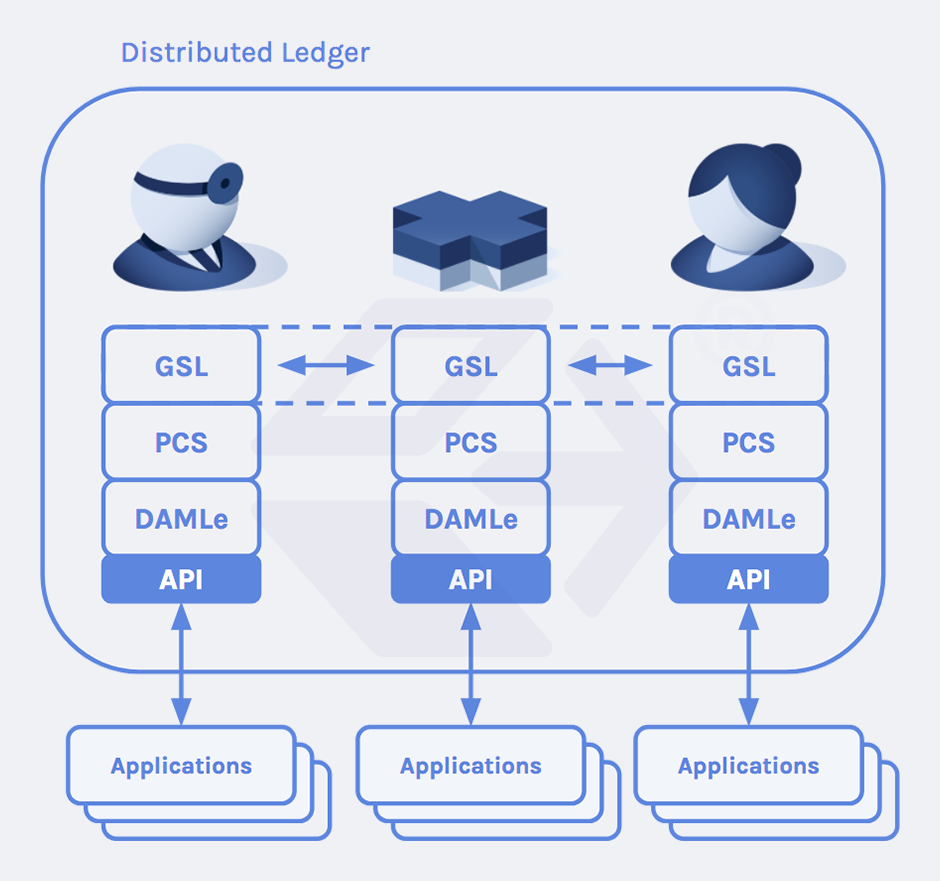 Distributed Ledger
GSL
GSL
GSL
PCS
PCS
PCS
DAMLe
DAMLe
DAMLe
API
API
API
Applications
Applications
Applications
®